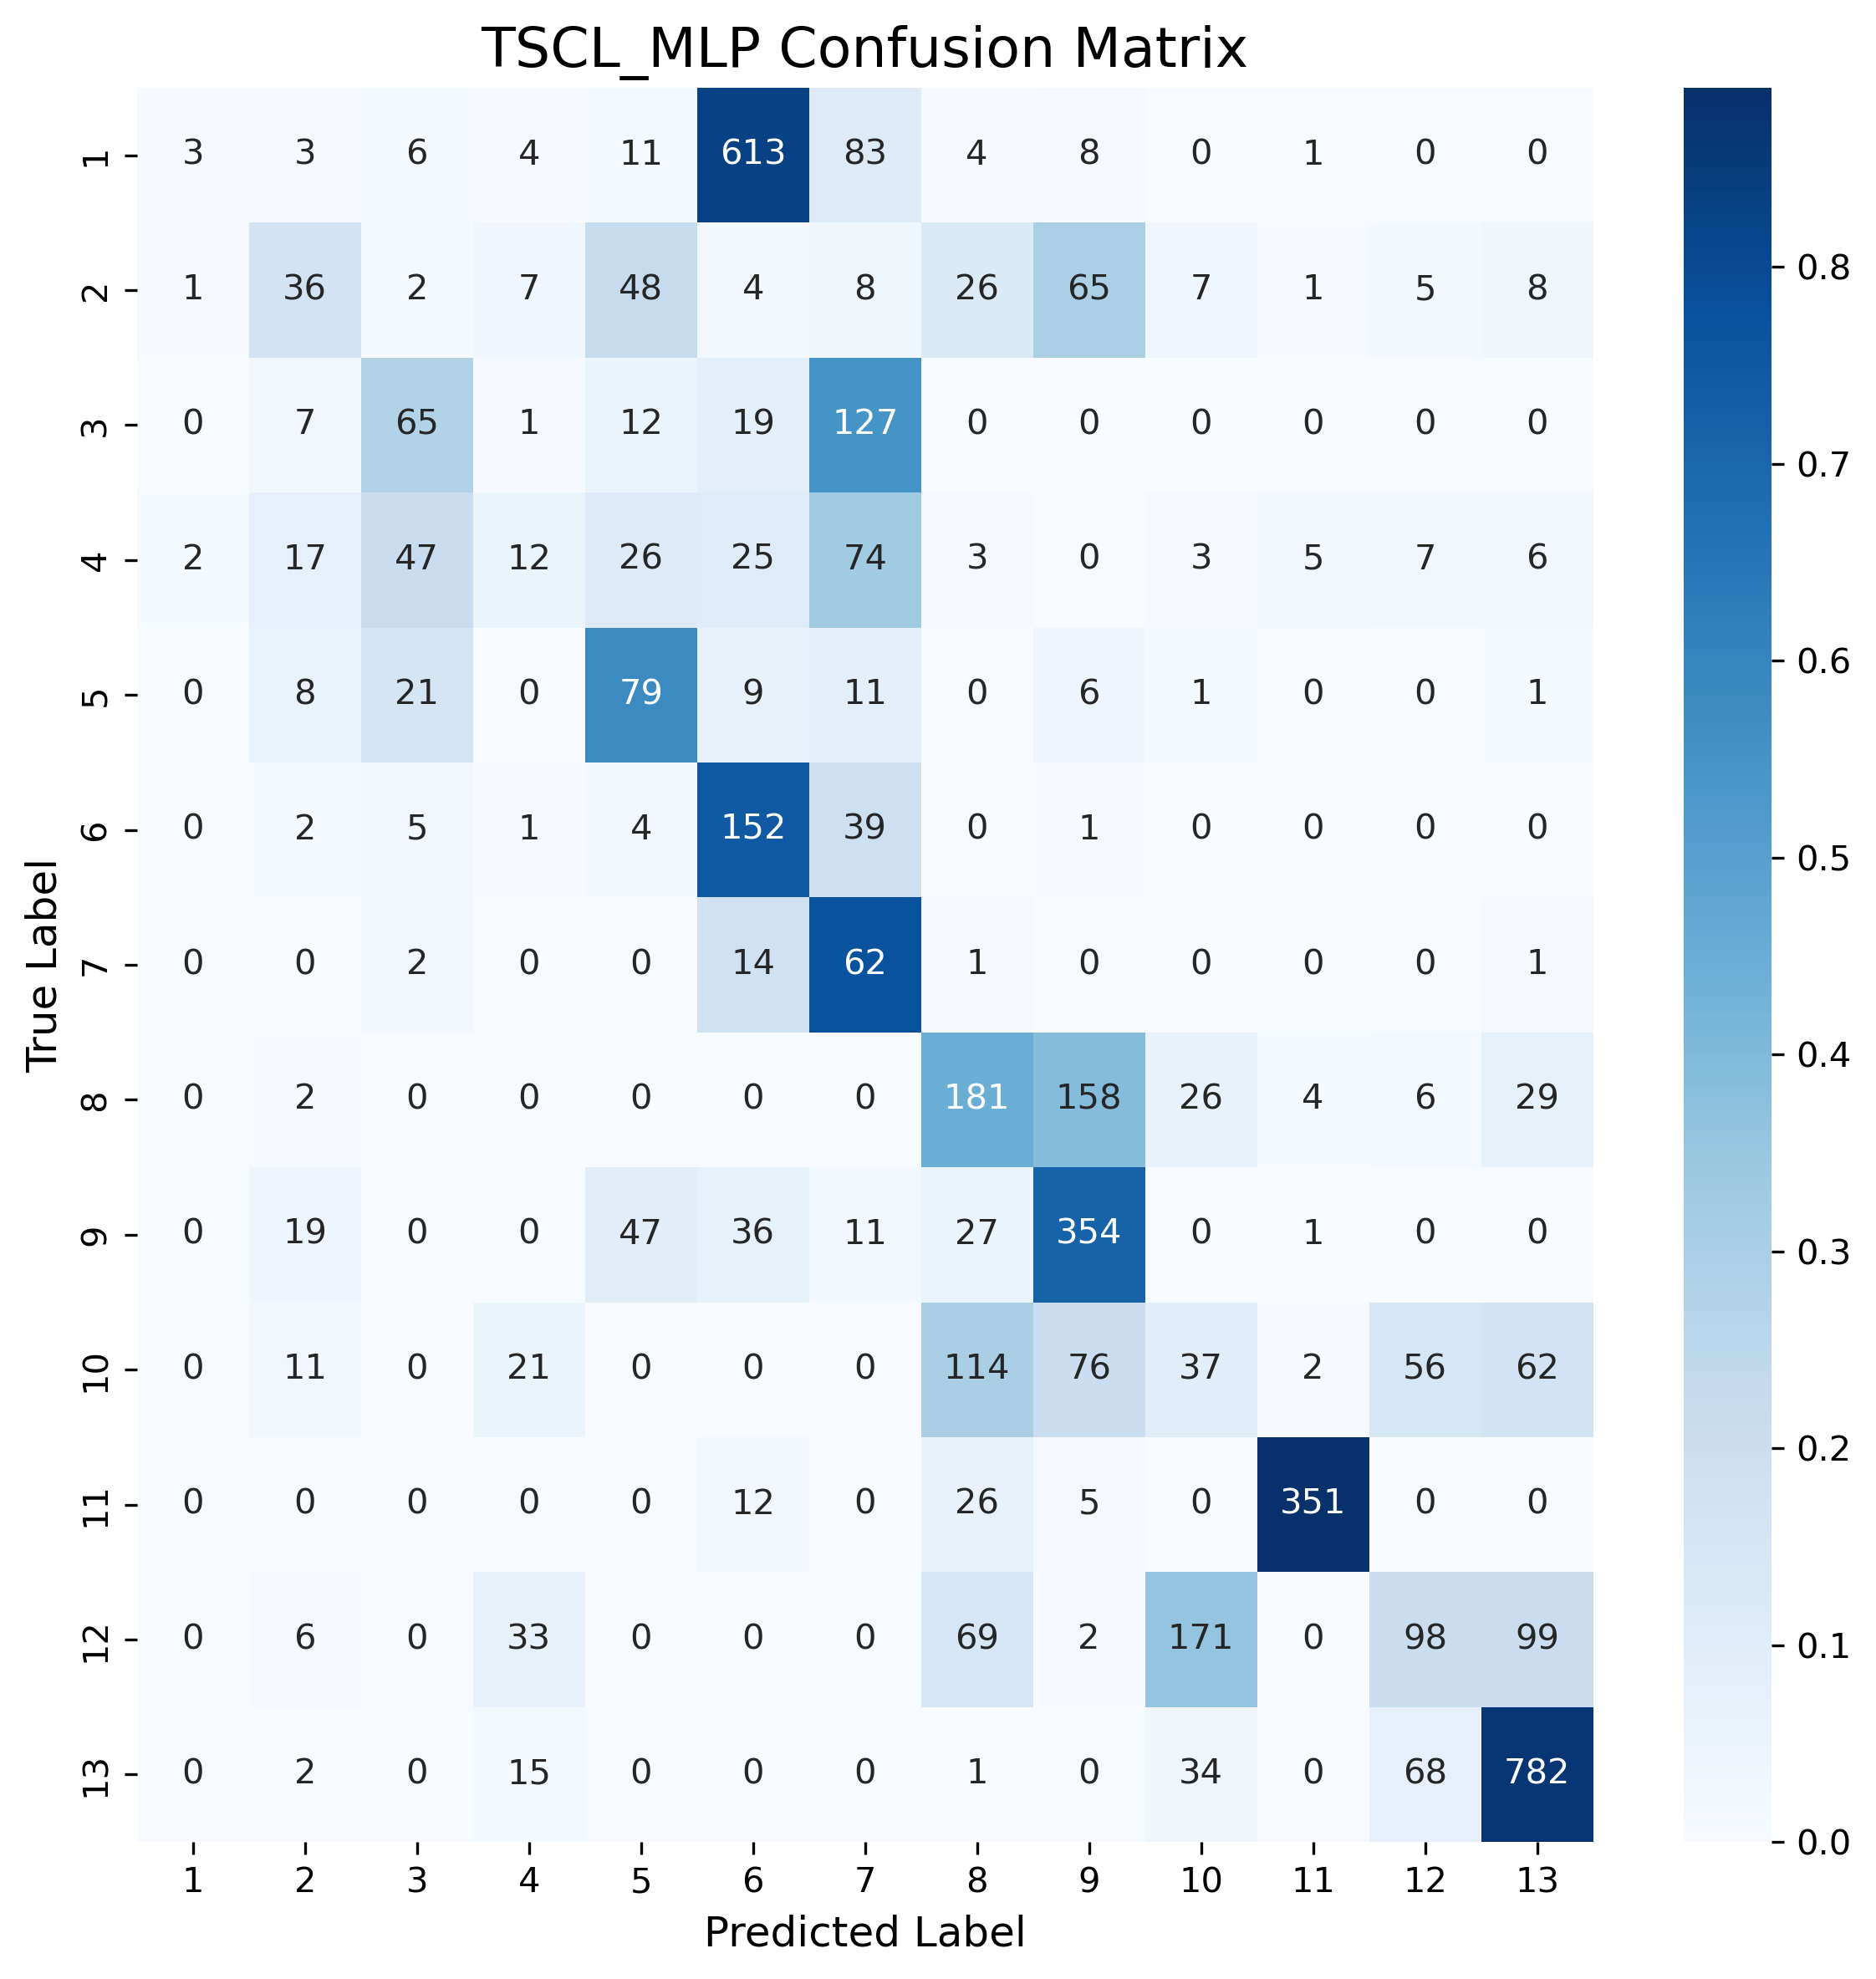 TSCL_MLP Confusion Matrix
1 3 3 6 4 11 613 83 4 8 0 1 0 0
2 1 36 2 7 48 4 8 26 65 7 1 5 8
3 0 7 65 1 12 19 127 0 0 0 0 0 0
4 2 17 47 12 26 25 74 3 0 3 5 7 6
5 0 8 21 0 79 9 11 0 6 1 0 0 1
6 0 2 5 1 4 152 39 0 1 0 0 0 0
7 0 0 2 0 0 14 62 1 0 0 0 0 1
8 0 2 0 0 0 0 0 181 158 26 4 6 29
9 0 19 0 0 47 36 11 27 354 0 1 0 0
10 0 11 0 21 0 0 0 114 76 37 2 56 62
11 0 0 0 0 0 12 0 26 5 0 351 0 0
12 0 6 0 33 0 0 0 69 2 171 0 98 99
13 0 2 0 15 0 0 0 1 0 34 0 68 782
1 2 3 4 5 6 7 8 9 10 11 12 13
Predicted Label
True Label
0.8
0.7
0.6
0.5
0.4
0.3
0.2
0.1
0.0